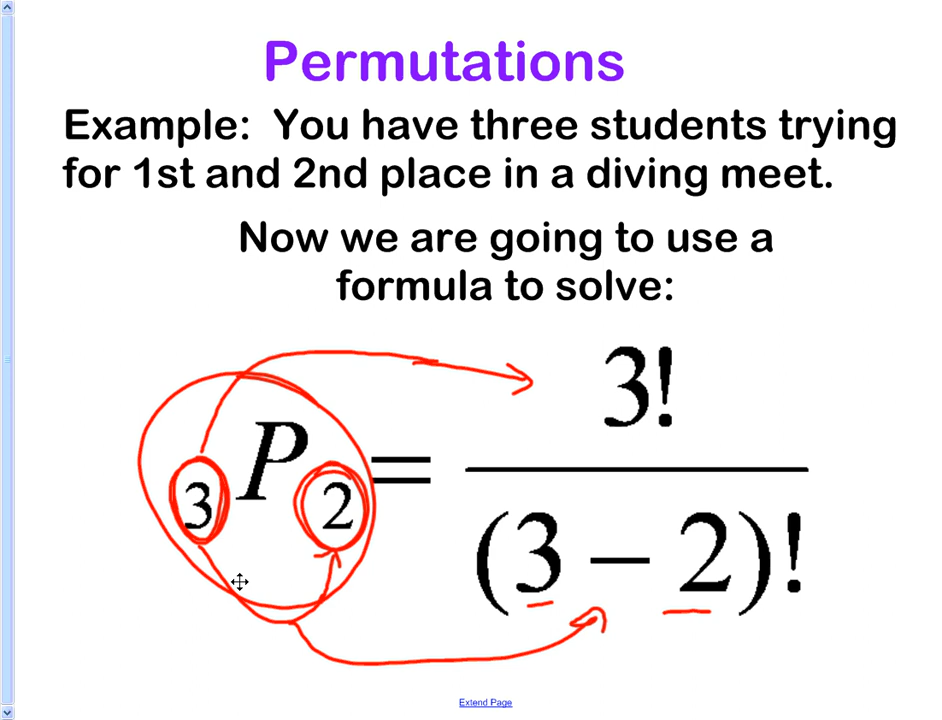 Permutations
Example: You have three students trying
for 1st and 2nd place in a diving meet.
Now we are going to use a
formula to solve:
3!
3P2 =
(3 − 2)!
Extend Page